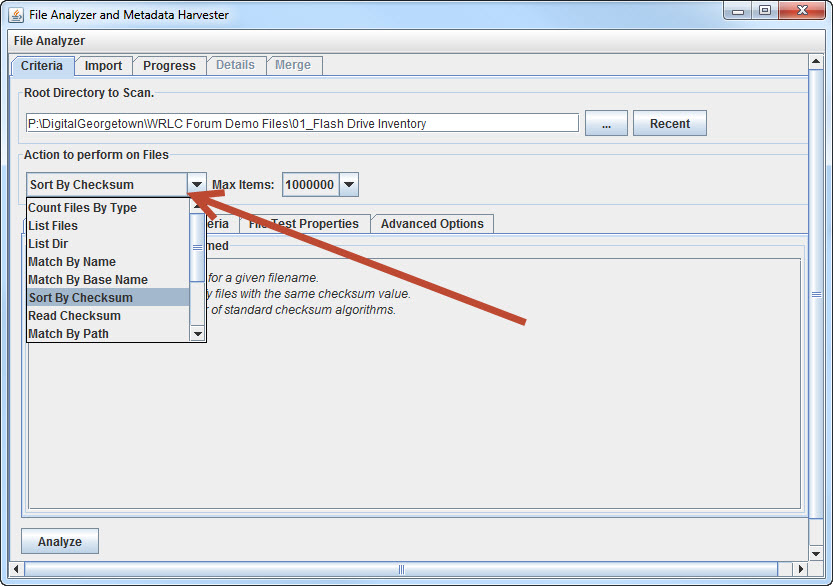 File Analyzer and Metadata Harvester
File Analyzer
Criteria Import Progress Details Merge
Root Directory to Scan.
P:\DigitalGeorgetown\WRLC Forum Demo Files\01_Flash Drive Inventory ... Recent
Action to perform on Files
Sort By Checksum Max Items: 1000000
Count Files By Type
List Files
eria File Test Properties Advanced Options
List Dir
med
Match By Name
Match By Base Name
for a given filename.
Sort By Checksum
files with the same checksum value.
Read Checksum
of standard checksum algorithms.
Match By Path
Analyze